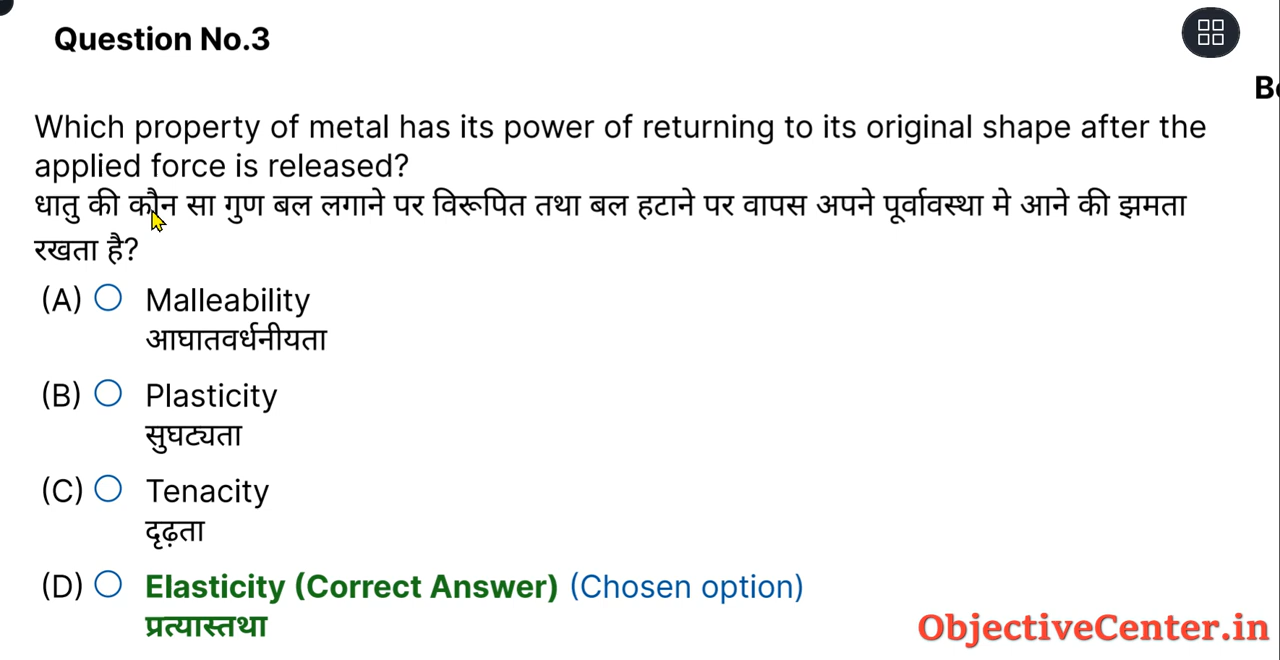 Question No.3
Which property of metal has its power of returning to its original shape after the
applied force is released?
धातु की कौन सा गुण बल लगाने पर विरूपित तथा बल हटाने पर वापस अपने पूर्वावस्था मे आने की झमता
रखता है?
(A) Malleability
आघातवर्धनीयता
(B) Plasticity
सुघट्यता
(C) Tenacity
दृढ़ता
(D) Elasticity (Correct Answer) (Chosen option)
प्रत्यास्तथा
ObjectiveCenter.in